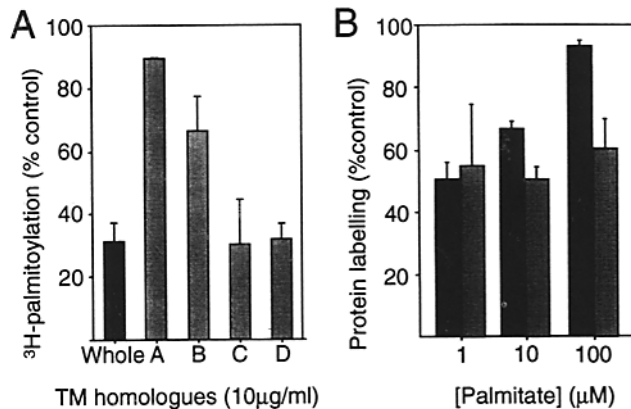 A
³H-palmitoylation (% control)
100
80
60
40
20
Whole A B C D
TM homologues (10µg/ml)
B
Protein labelling (%control)
100
80
60
40
20
1 10 100
[Palmitate] (µM)